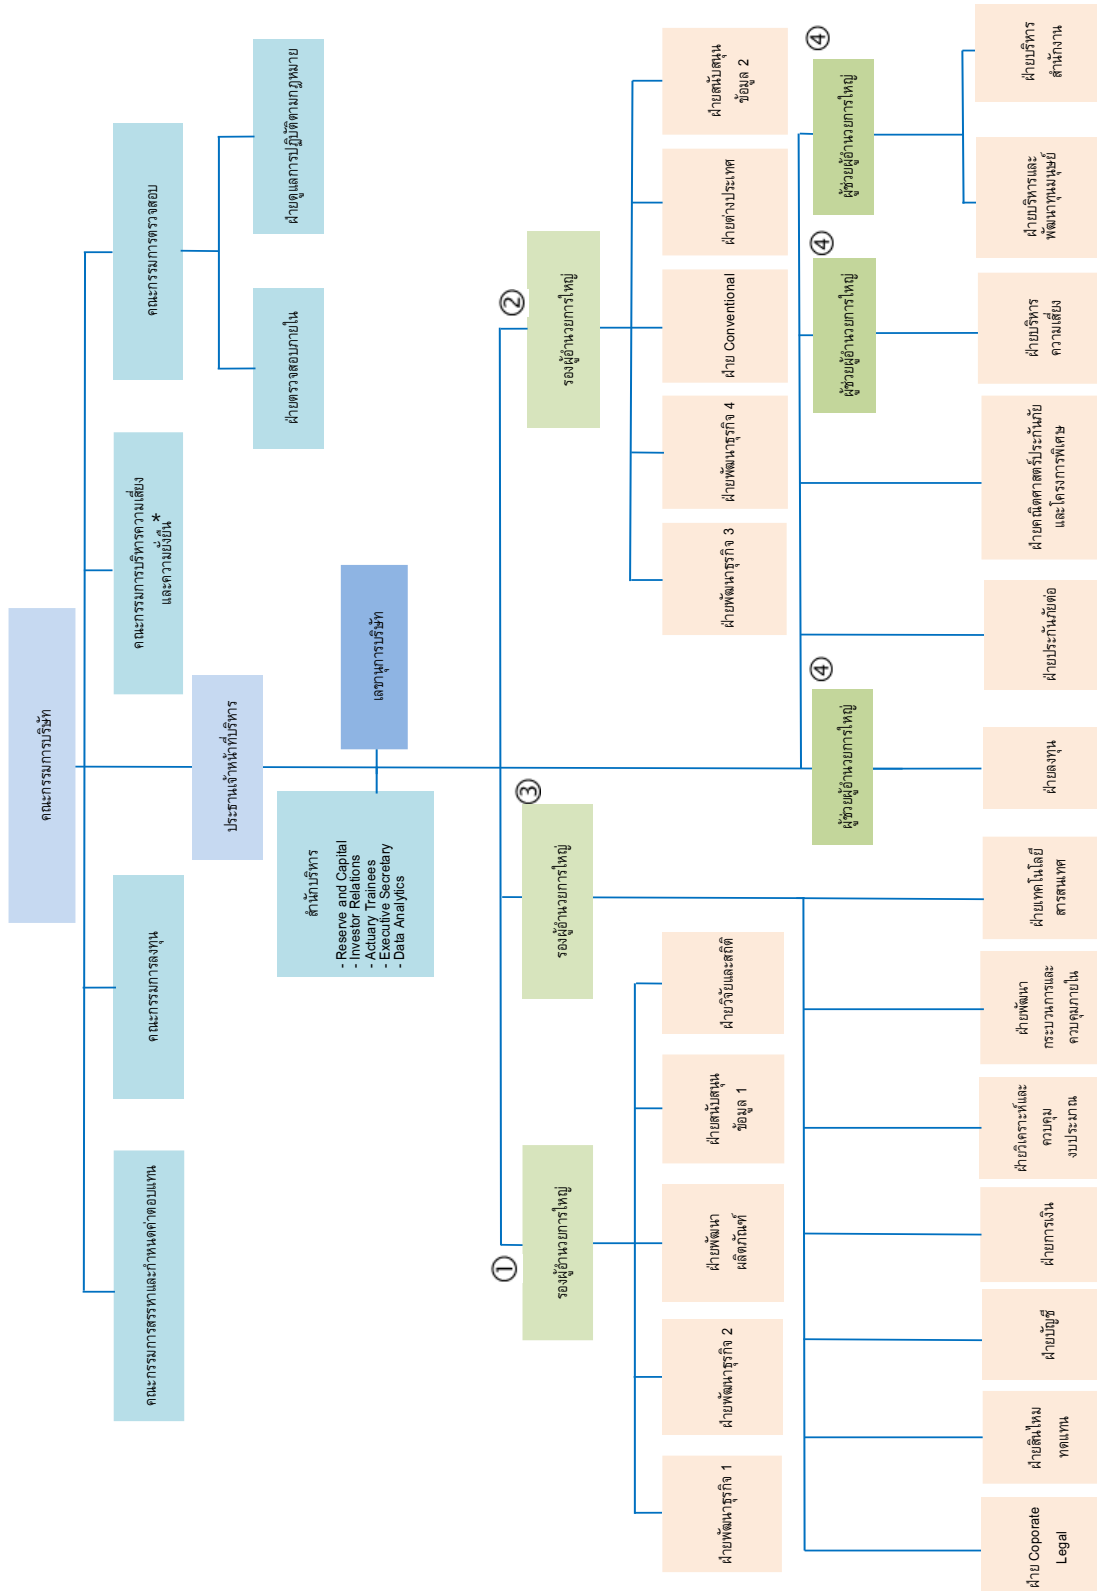 คณะกรรมการบริษัท
คณะกรรมการสรรหาและกำหนดค่าตอบแทน
คณะกรรมการลงทุน
คณะกรรมการบริหารความเสี่ยง
และความยั่งยืน*
คณะกรรมการตรวจสอบ
ประธานเจ้าหน้าที่บริหาร
ฝ่ายตรวจสอบภายใน
ฝ่ายดูแลการปฏิบัติตามกฎหมาย
สำนักบริหาร
- Reserve and Capital
- Investor Relations
- Actuary Trainees
- Executive Secretary
- Data Analytics
เลขานุการบริษัท
①
รองผู้อำนวยการใหญ่
③
รองผู้อำนวยการใหญ่
②
รองผู้อำนวยการใหญ่
ฝ่ายพัฒนาธุรกิจ 1
ฝ่ายพัฒนาธุรกิจ 2
ฝ่ายพัฒนา
ผลิตภัณฑ์
ฝ่ายสนับสนุน
ข้อมูล 1
ฝ่ายวิจัยและสถิติ
ฝ่ายพัฒนาธุรกิจ 3
ฝ่ายพัฒนาธุรกิจ 4
ฝ่าย Conventional
ฝ่ายต่างประเทศ
ฝ่ายสนับสนุน
ข้อมูล 2
④
ผู้ช่วยผู้อำนวยการใหญ่
④
ผู้ช่วยผู้อำนวยการใหญ่
④
ผู้ช่วยผู้อำนวยการใหญ่
ฝ่าย Coporate
Legal
ฝ่ายสินไหม
ทดแทน
ฝ่ายบัญชี
ฝ่ายการเงิน
ฝ่ายวิเคราะห์และ
ควบคุม
งบประมาณ
ฝ่ายพัฒนา
กระบวนการและ
ควบคุมภายใน
ฝ่ายเทคโนโลยี
สารสนเทศ
ฝ่ายลงทุน
ฝ่ายประกันภัยต่อ
ฝ่ายคณิตศาสตร์ประกันภัย
และโครงการพิเศษ
ฝ่ายบริหาร
ความเสี่ยง
ฝ่ายบริหารและ
พัฒนาทุนมนุษย์
ฝ่ายบริหาร
สำนักงาน